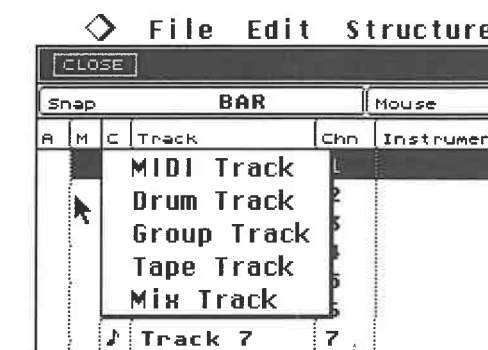 File Edit Structure
CLOSE
Snap BAR Mouse
A M C Track Chn Instrumen
MIDI Track
Drum Track 2
Group Track
Tape Track
Mix Track
Track 7 7